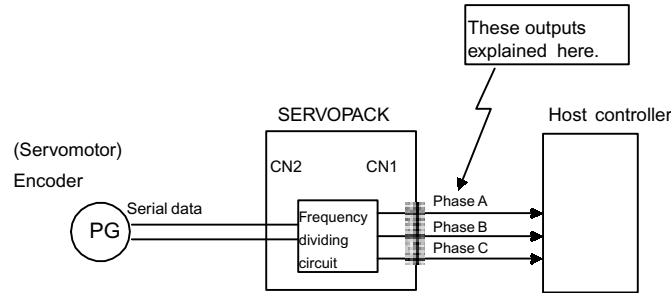 These outputs
explained here.
SERVOPACK
Host controller
(Servomotor)
Encoder
CN2
CN1
Serial data
PG
Frequency
dividing
circuit
Phase A
Phase B
Phase C